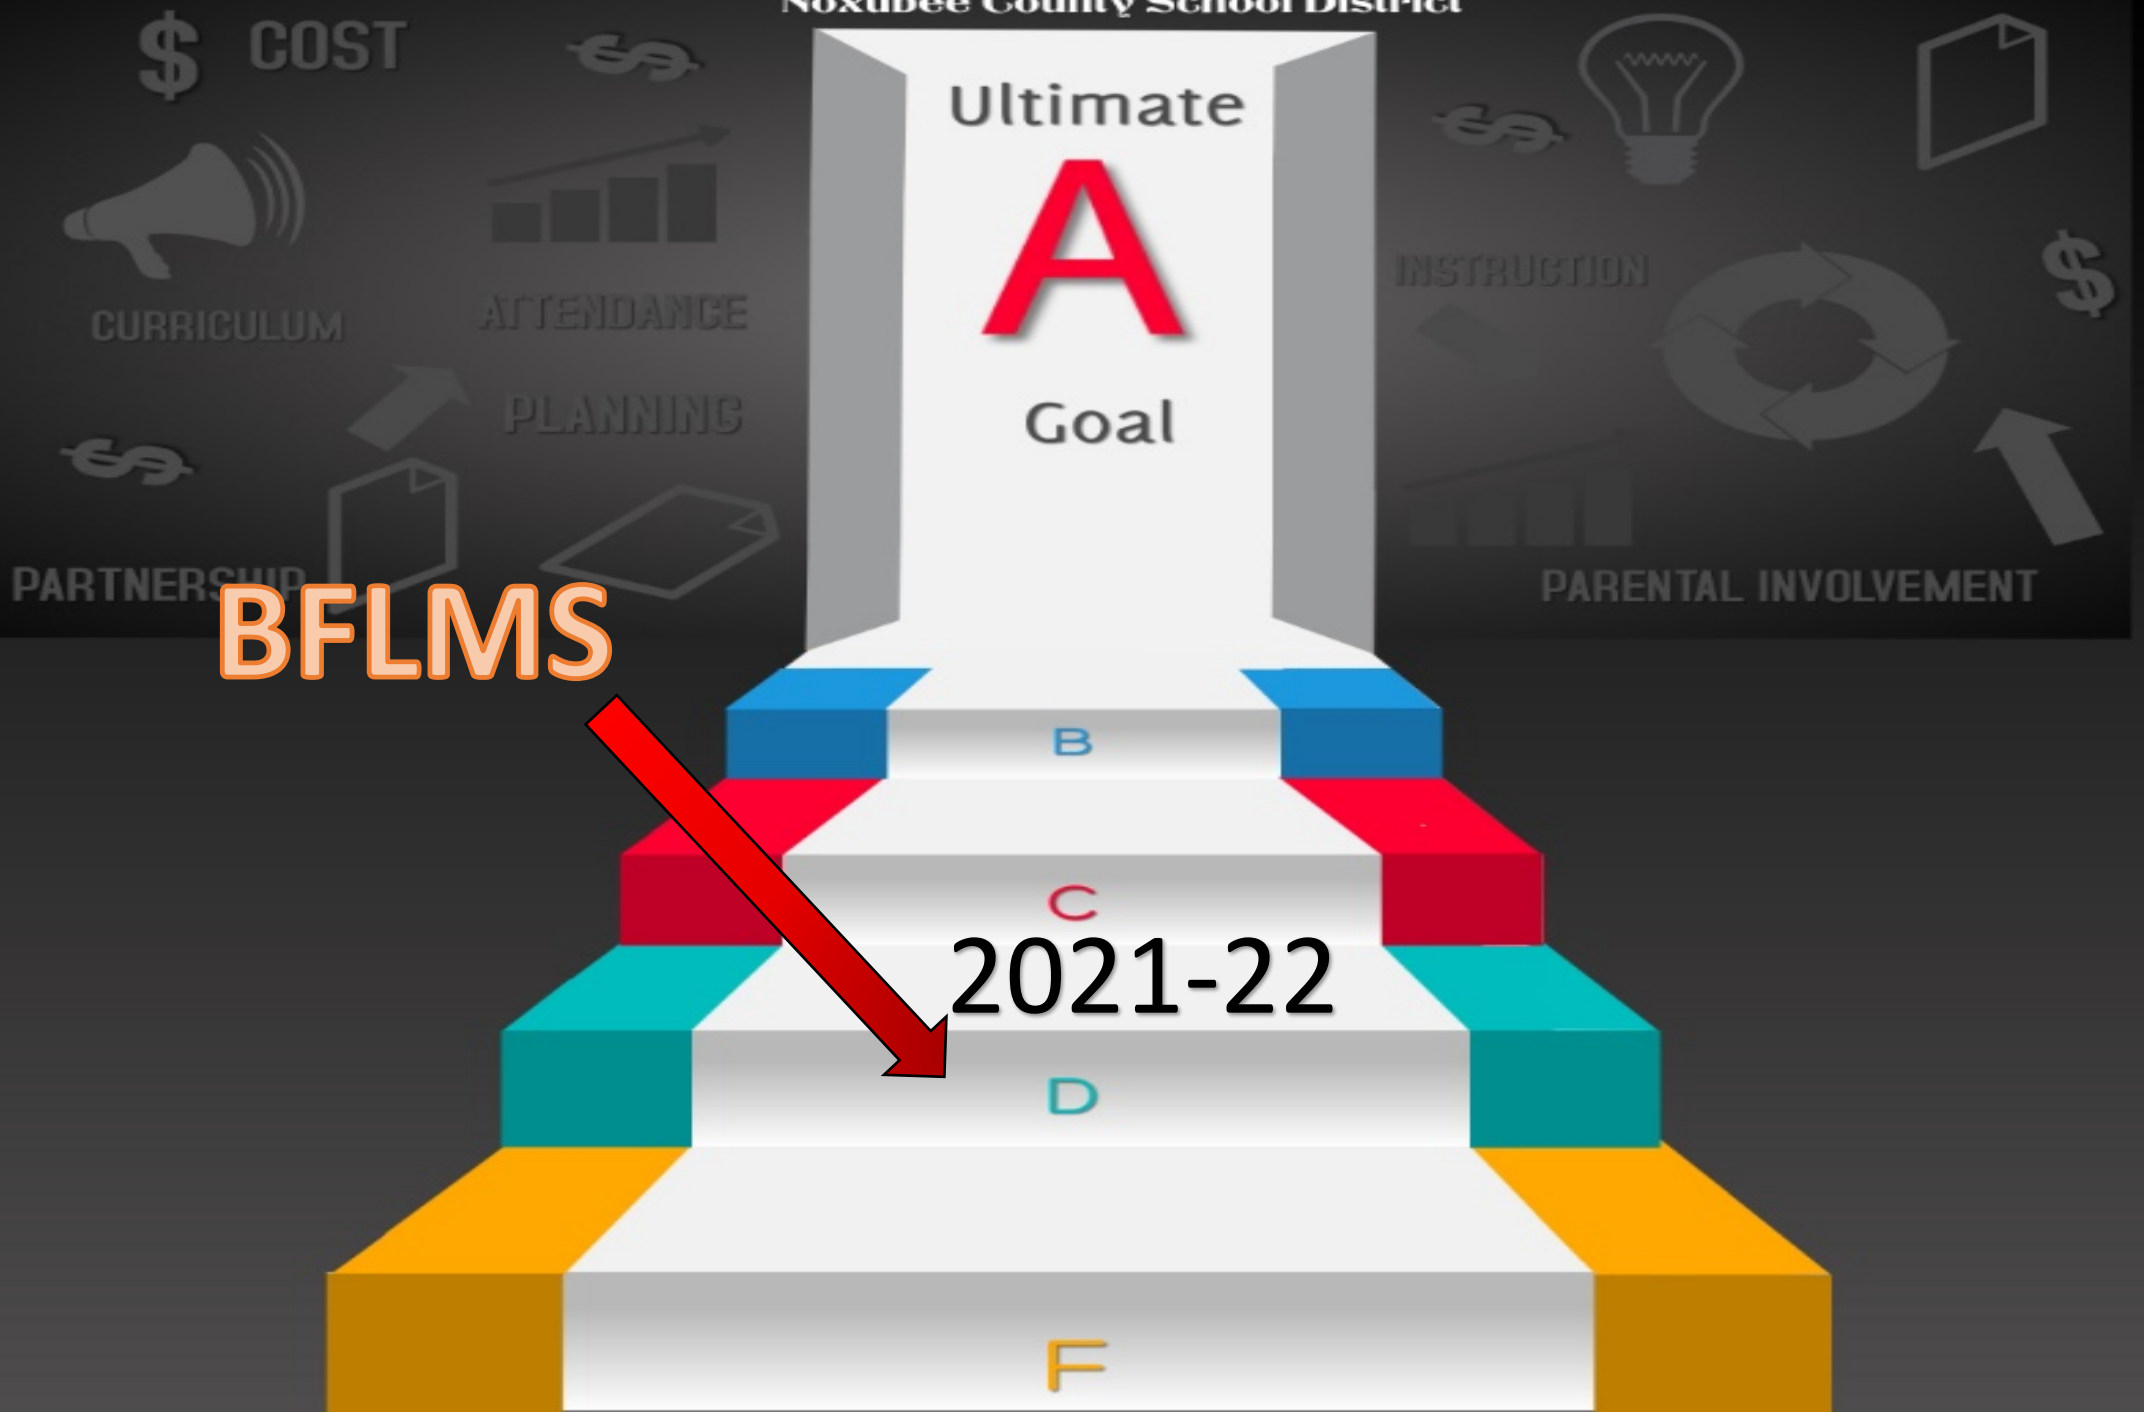 Noxubee County School District
$ COST $
Ultimate
A
Goal
$
INSTRUCTION
$
CURRICULUM
ATTENDANCE
PLANNING
$
PARTNERSHIP
PARENTAL INVOLVEMENT
BFLMS
B
C
2021-22
D
F